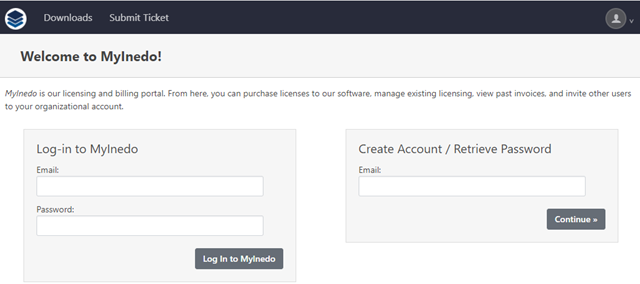 Downloads Submit Ticket
Welcome to MyInedo!
MyInedo is our licensing and billing portal. From here, you can purchase licenses to our software, manage existing licensing, view past invoices, and invite other users
to your organizational account.
Log-in to MyInedo
Email:
Password:
Log In to MyInedo
Create Account / Retrieve Password
Email:
Continue »